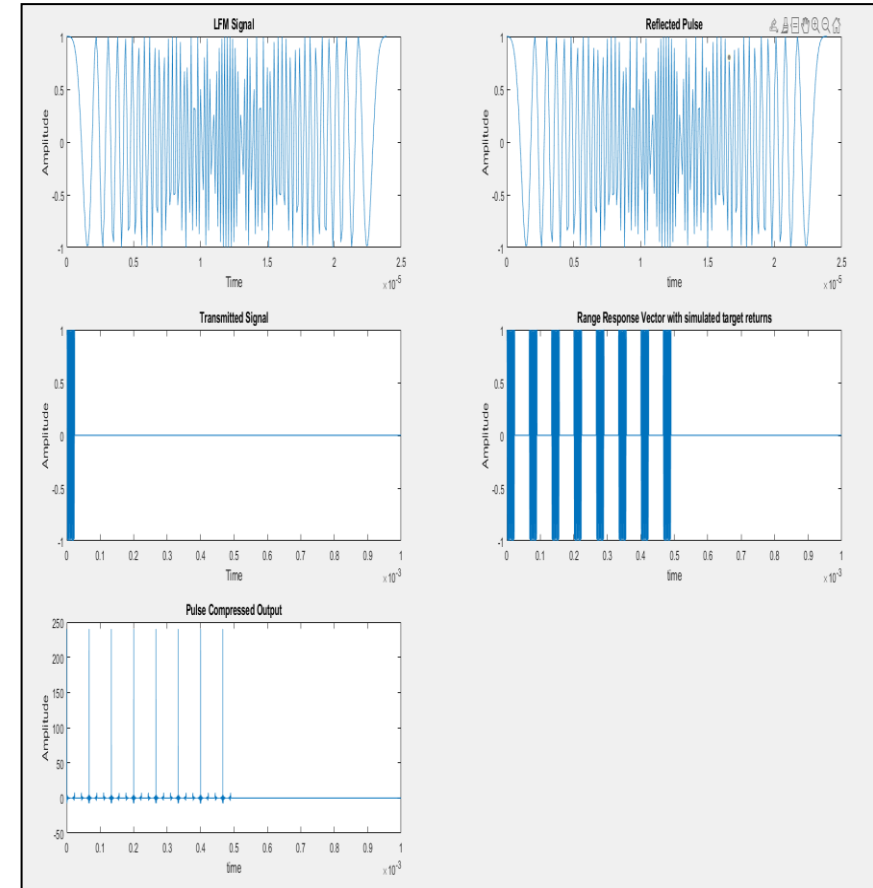 LFM Signal
1
0.5
0
-0.5
-1
Amplitude
0 0.5 1 1.5 2 2.5
Time
×10-5
Reflected Pulse
1
0.5
0
-0.5
-1
Amplitude
0 0.5 1 1.5 2 2.5
time
×10-5
Transmitted Signal
1
0.5
0
-0.5
-1
Amplitude
0 0.1 0.2 0.3 0.4 0.5 0.6 0.7 0.8 0.9 1
Time
×10-3
Range Response Vector with simulated target returns
1
0.5
0
-0.5
-1
Amplitude
0 0.1 0.2 0.3 0.4 0.5 0.6 0.7 0.8 0.9 1
time
×10-3
Pulse Compressed Output
250
200
150
100
50
0
-50
Amplitude
0 0.1 0.2 0.3 0.4 0.5 0.6 0.7 0.8 0.9 1
time
×10-3